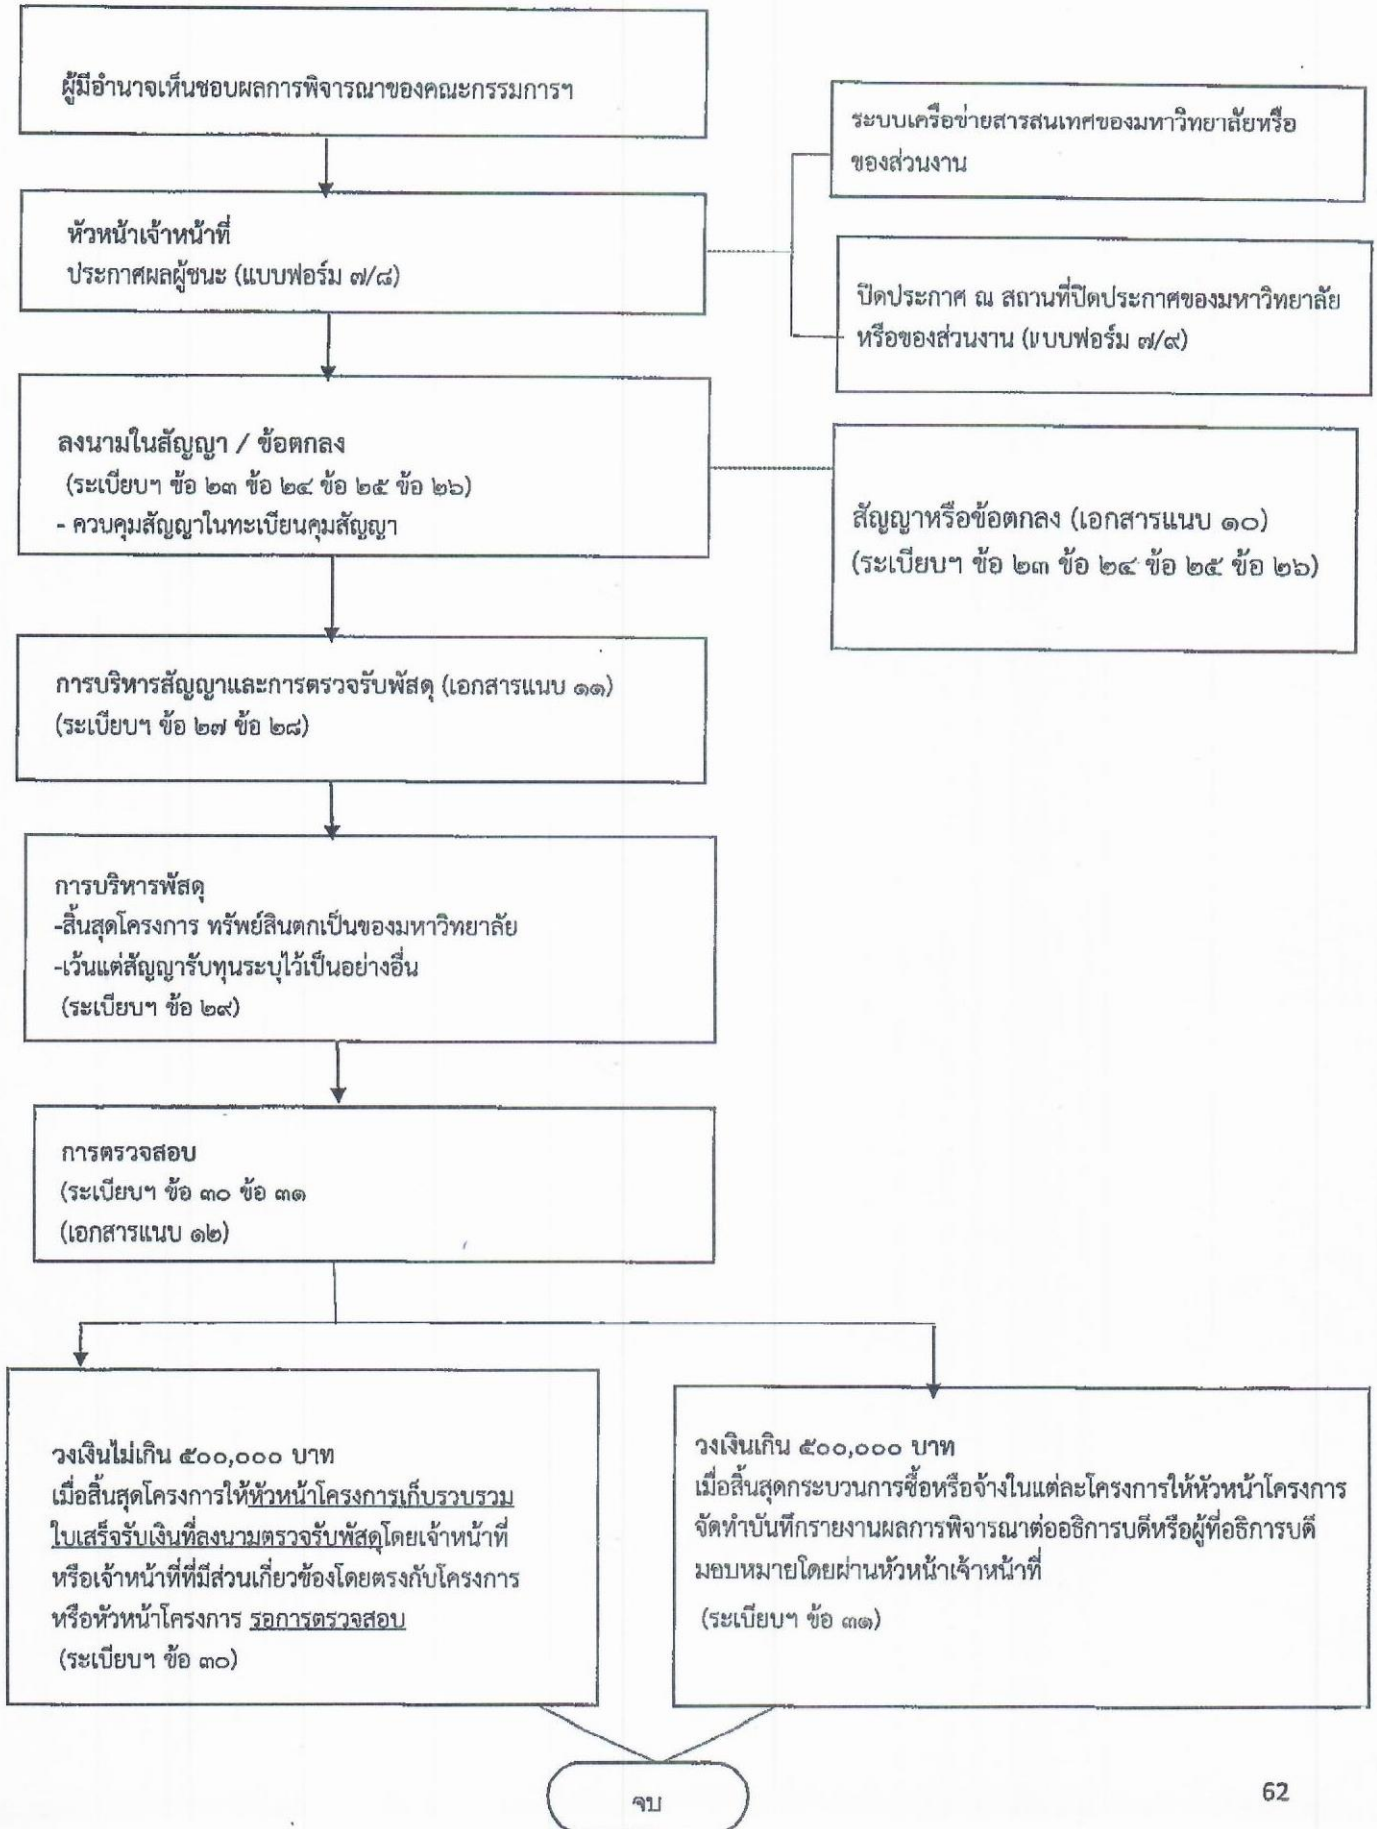 ผู้มีอำนาจเห็นชอบผลการพิจารณาของคณะกรรมการฯ
ระบบเครือข่ายสารสนเทศของมหาวิทยาลัยหรือ
ของส่วนงาน
หัวหน้าเจ้าหน้าที่
ประกาศผลผู้ชนะ (แบบฟอร์ม ๗/๘)
ปิดประกาศ ณ สถานที่ปิดประกาศของมหาวิทยาลัย
หรือของส่วนงาน (แบบฟอร์ม ๗/๙)
ลงนามในสัญญา / ข้อตกลง
(ระเบียบฯ ข้อ ๒๓ ข้อ ๒๔ ข้อ ๒๕ ข้อ ๒๖)
- ควบคุมสัญญาในทะเบียนคุมสัญญา
สัญญาหรือข้อตกลง (เอกสารแนบ ๑๐)
(ระเบียบฯ ข้อ ๒๓ ข้อ ๒๔ ข้อ ๒๕ ข้อ ๒๖)
การบริหารสัญญาและการตรวจรับพัสดุ (เอกสารแนบ ๑๑)
(ระเบียบฯ ข้อ ๒๗ ข้อ ๒๘)
การบริหารพัสดุ
-สิ้นสุดโครงการ ทรัพย์สินตกเป็นของมหาวิทยาลัย
-เว้นแต่สัญญารับทุนระบุไว้เป็นอย่างอื่น
(ระเบียบฯ ข้อ ๒๙)
การตรวจสอบ
(ระเบียบฯ ข้อ ๓๐ ข้อ ๓๑
(เอกสารแนบ ๑๒)
วงเงินไม่เกิน ๕๐๐,๐๐๐ บาท
เมื่อสิ้นสุดโครงการให้หัวหน้าโครงการเก็บรวบรวม
ใบเสร็จรับเงินที่ลงนามตรวจรับพัสดุโดยเจ้าหน้าที่
หรือเจ้าหน้าที่ที่มีส่วนเกี่ยวข้องโดยตรงกับโครงการ
หรือหัวหน้าโครงการ รอการตรวจสอบ
(ระเบียบฯ ข้อ ๓๐)
วงเงินเกิน ๕๐๐,๐๐๐ บาท
เมื่อสิ้นสุดกระบวนการซื้อหรือจ้างในแต่ละโครงการให้หัวหน้าโครงการ
จัดทำบันทึกรายงานผลการพิจารณาต่ออธิการบดีหรือผู้ที่อธิการบดี
มอบหมายโดยผ่านหัวหน้าเจ้าหน้าที่
(ระเบียบฯ ข้อ ๓๑)
จบ
62